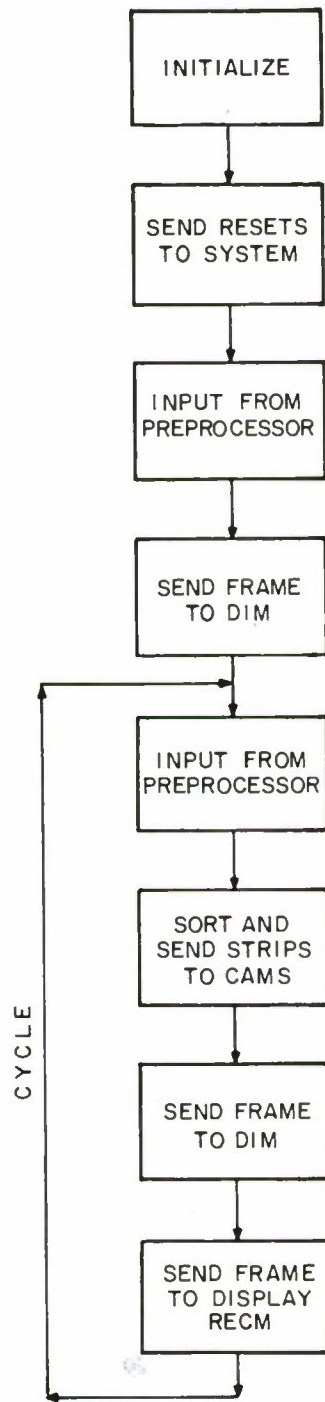 INITIALIZE
SEND RESETS
TO SYSTEM
INPUT FROM
PREPROCESSOR
SEND FRAME
TO DIM
INPUT FROM
PREPROCESSOR
SORT AND
SEND STRIPS
TO CAMS
CYCLE
SEND FRAME
TO DIM
SEND FRAME
TO DISPLAY
RECM